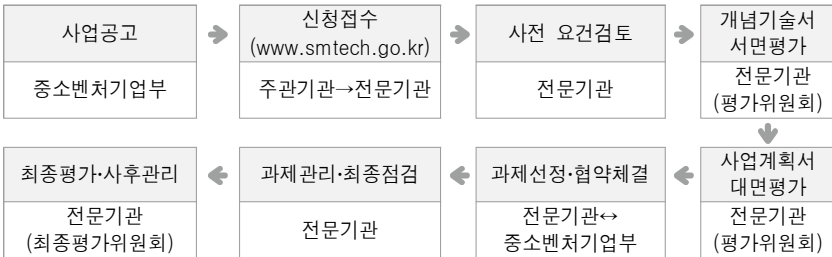 사업공고
중소벤처기업부
신청접수
(www.smtech.go.kr)
주관기관→전문기관
사전 요건검토
전문기관
개념기술서
서면평가
전문기관
(평가위원회)
사업계획서
대면평가
전문기관
(평가위원회)
과제선정·협약체결
전문기관↔
중소벤처기업부
과제관리·최종점검
전문기관
최종평가·사후관리
전문기관
(최종평가위원회)